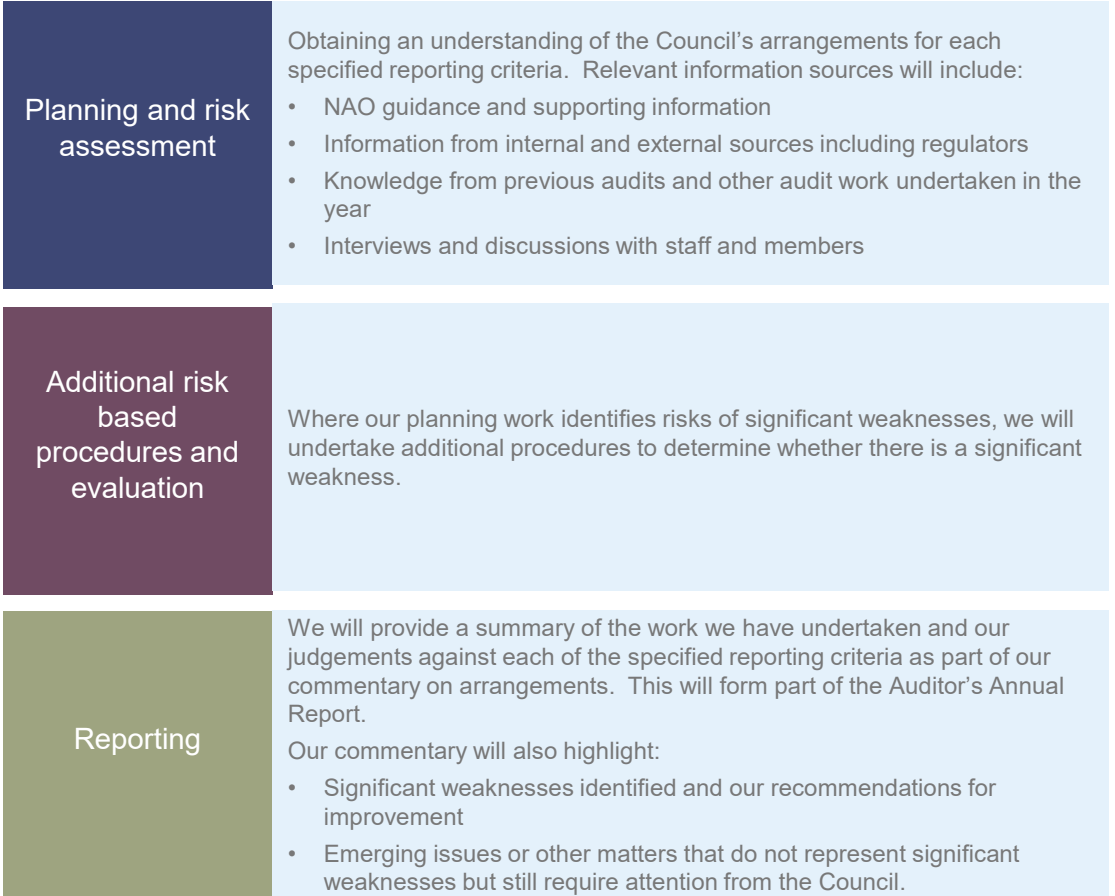 Planning and risk
assessment
Obtaining an understanding of the Council’s arrangements for each
specified reporting criteria.  Relevant information sources will include:
• NAO guidance and supporting information
• Information from internal and external sources including regulators
• Knowledge from previous audits and other audit work undertaken in the
year
• Interviews and discussions with staff and members
Additional risk
based
procedures and
evaluation
Where our planning work identifies risks of significant weaknesses, we will
undertake additional procedures to determine whether there is a significant
weakness.
Reporting
We will provide a summary of the work we have undertaken and our
judgements against each of the specified reporting criteria as part of our
commentary on arrangements.  This will form part of the Auditor’s Annual
Report.
Our commentary will also highlight:
• Significant weaknesses identified and our recommendations for
improvement
• Emerging issues or other matters that do not represent significant
weaknesses but still require attention from the Council.